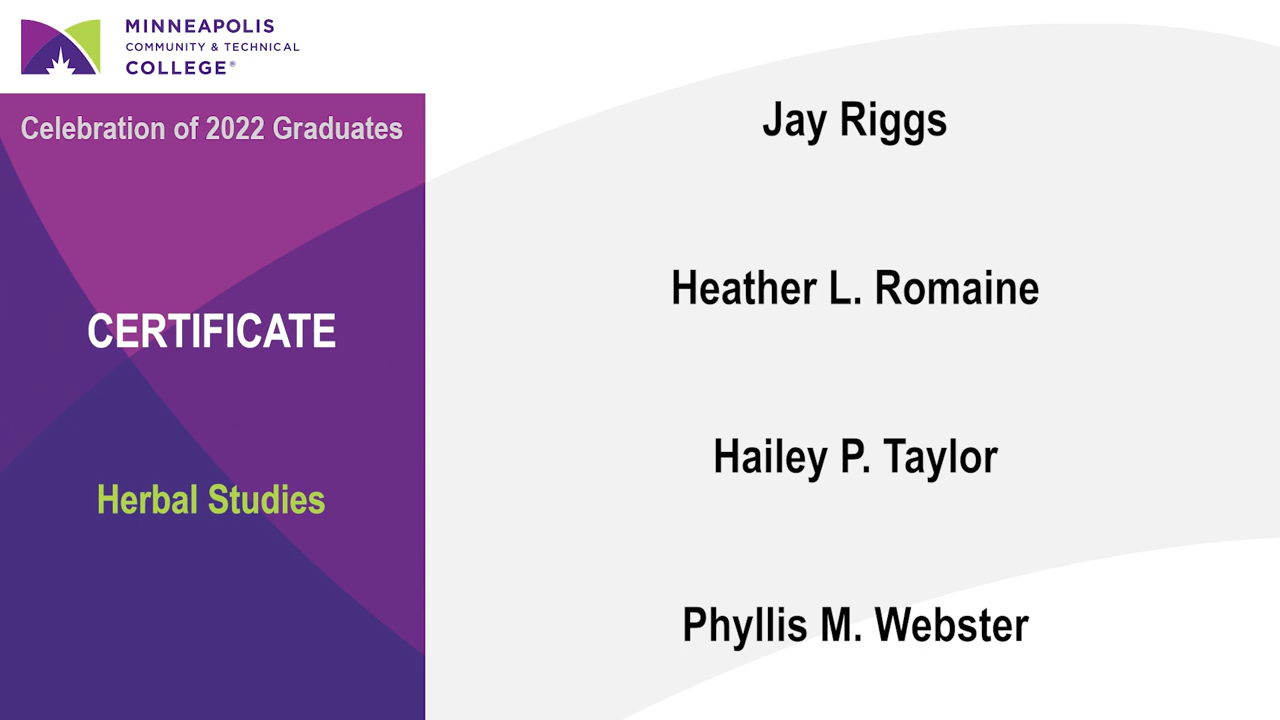 MINNEAPOLIS
COMMUNITY & TECHNICAL
COLLEGE®
Celebration of 2022 Graduates
CERTIFICATE
Herbal Studies
Jay Riggs
Heather L. Romaine
Hailey P. Taylor
Phyllis M. Webster